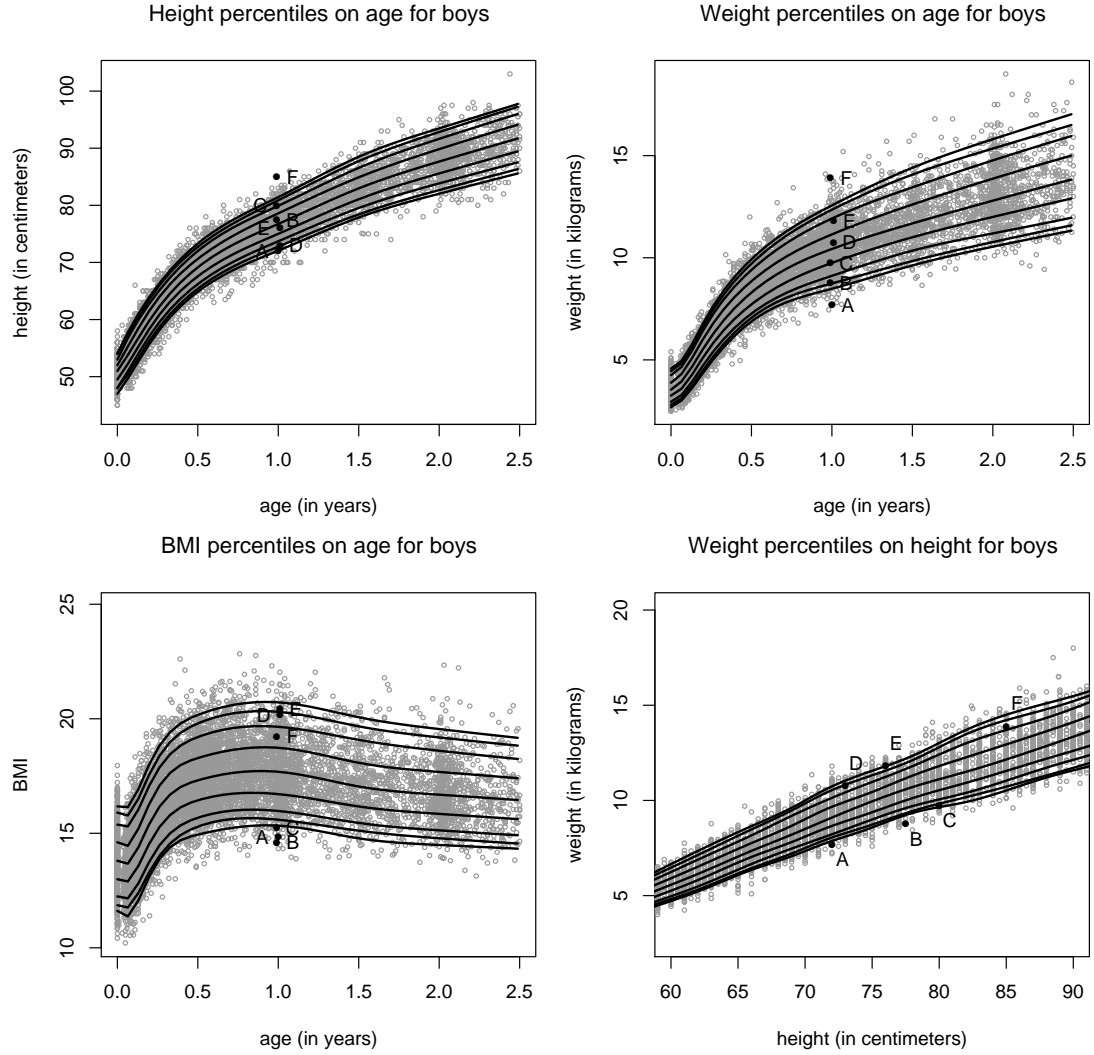 Height percentiles on age for boys
height (in centimeters)
100
90
80
70
60
50
F
C
B
E
A
D
0.0 0.5 1.0 1.5 2.0 2.5
age (in years)
Weight percentiles on age for boys
weight (in kilograms)
15
10
5
F
E
D
C
B
A
0.0 0.5 1.0 1.5 2.0 2.5
age (in years)
BMI percentiles on age for boys
BMI
25
20
15
10
E
D
F
C
A
B
0.0 0.5 1.0 1.5 2.0 2.5
age (in years)
Weight percentiles on height for boys
weight (in kilograms)
20
15
10
5
F
E
D
C
B
A
60 65 70 75 80 85 90
height (in centimeters)